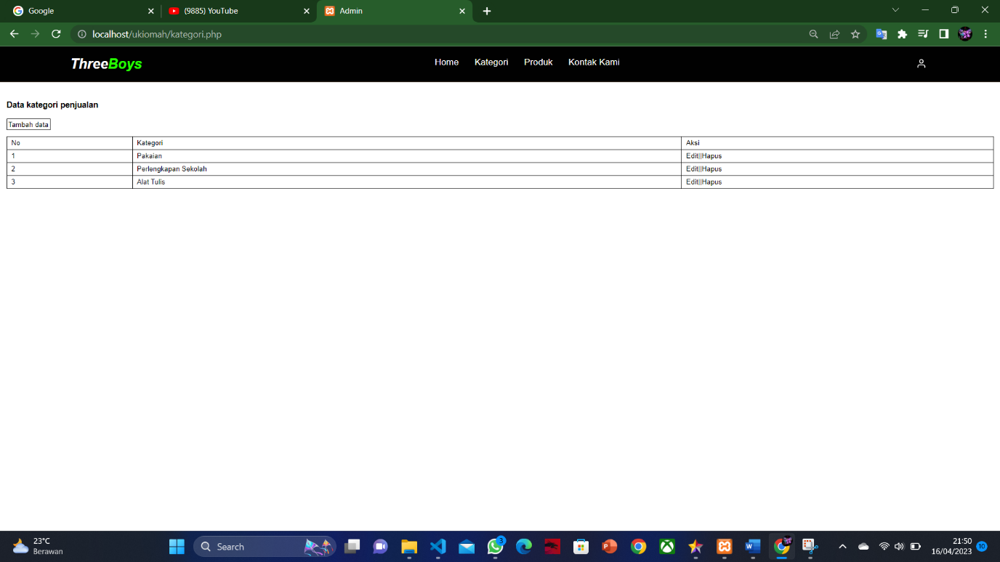 Google
(9885) YouTube
Admin
localhost/ukiomah/kategori.php
ThreeBoys
Home Kategori Produk Kontak Kami
Data kategori penjualan
Tambah data
No Kategori Aksi
1 Pakaian Edit||Hapus
2 Perlengkapan Sekolah Edit||Hapus
3 Alat Tulis Edit||Hapus
23°C
Berawan
Search
3
21:50
16/04/2023
10